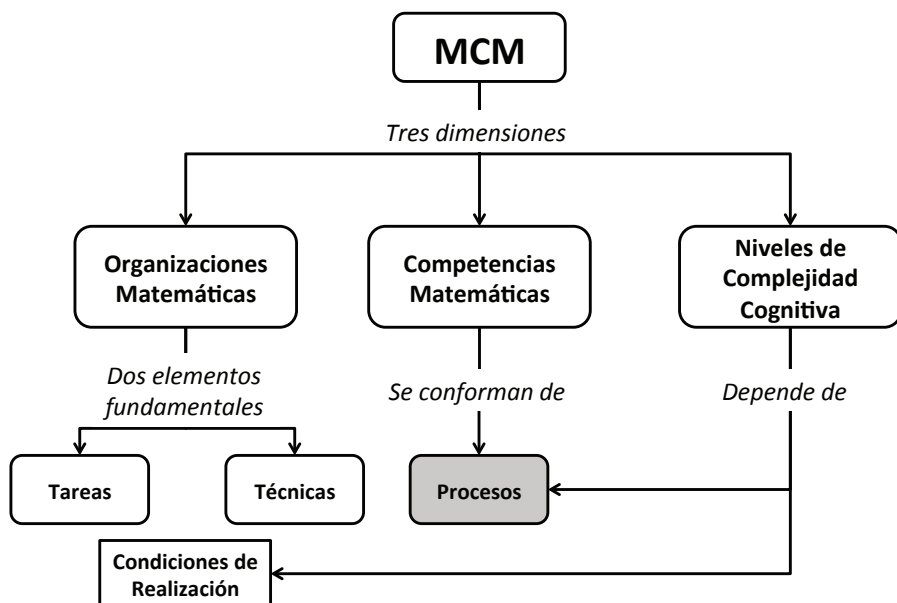 MCM
Tres dimensiones
Organizaciones
Matemáticas
Competencias
Matemáticas
Niveles de
Complejidad
Cognitiva
Dos elementos
fundamentales
Se conforman de
Depende de
Tareas
Técnicas
Procesos
Condiciones de
Realización